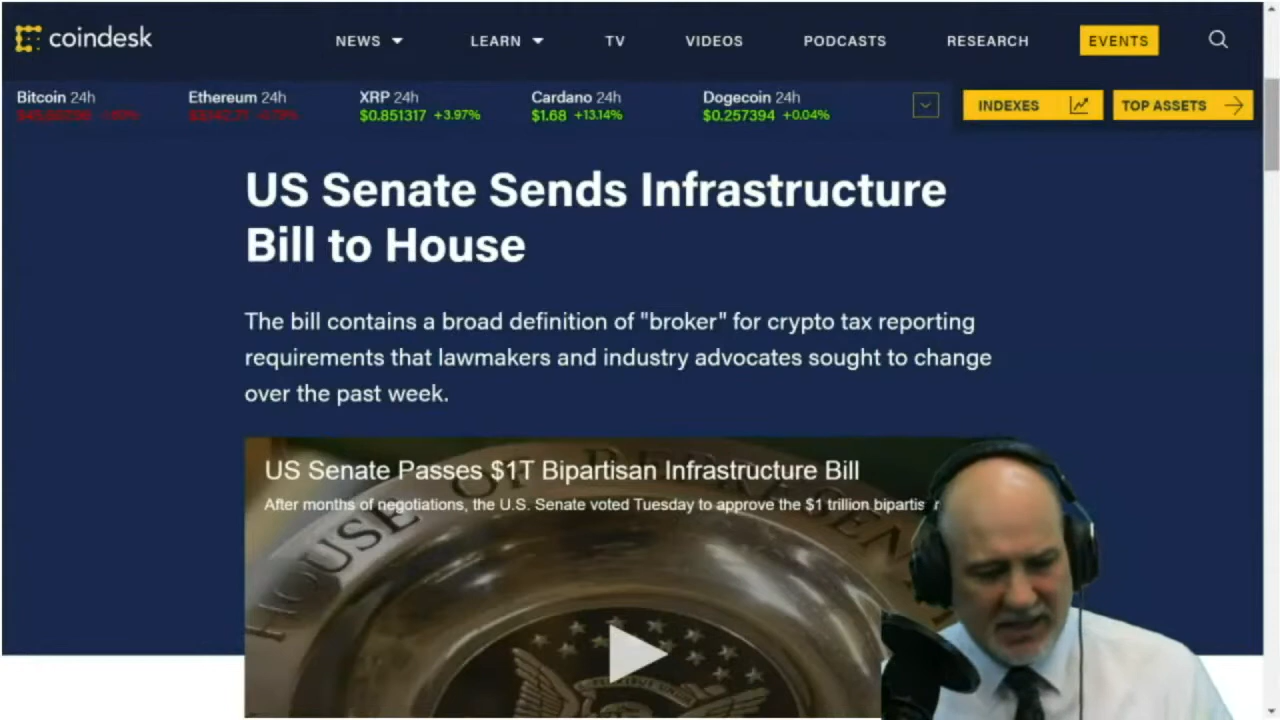 coindesk
NEWS
LEARN
TV
VIDEOS
PODCASTS
RESEARCH
EVENTS
Bitcoin 24h
Ethereum 24h
XRP 24h
Cardano 24h
Dogecoin 24h
$0.851317 +3.97%
$1.68 +13.14%
$0.257394 +0.04%
INDEXES
TOP ASSETS
US Senate Sends Infrastructure
Bill to House
The bill contains a broad definition of "broker" for crypto tax reporting
requirements that lawmakers and industry advocates sought to change
over the past week.
US Senate Passes $1T Bipartisan Infrastructure Bill
After months of negotiations, the U.S. Senate voted Tuesday to approve the $1 trillion
HOUSE OF